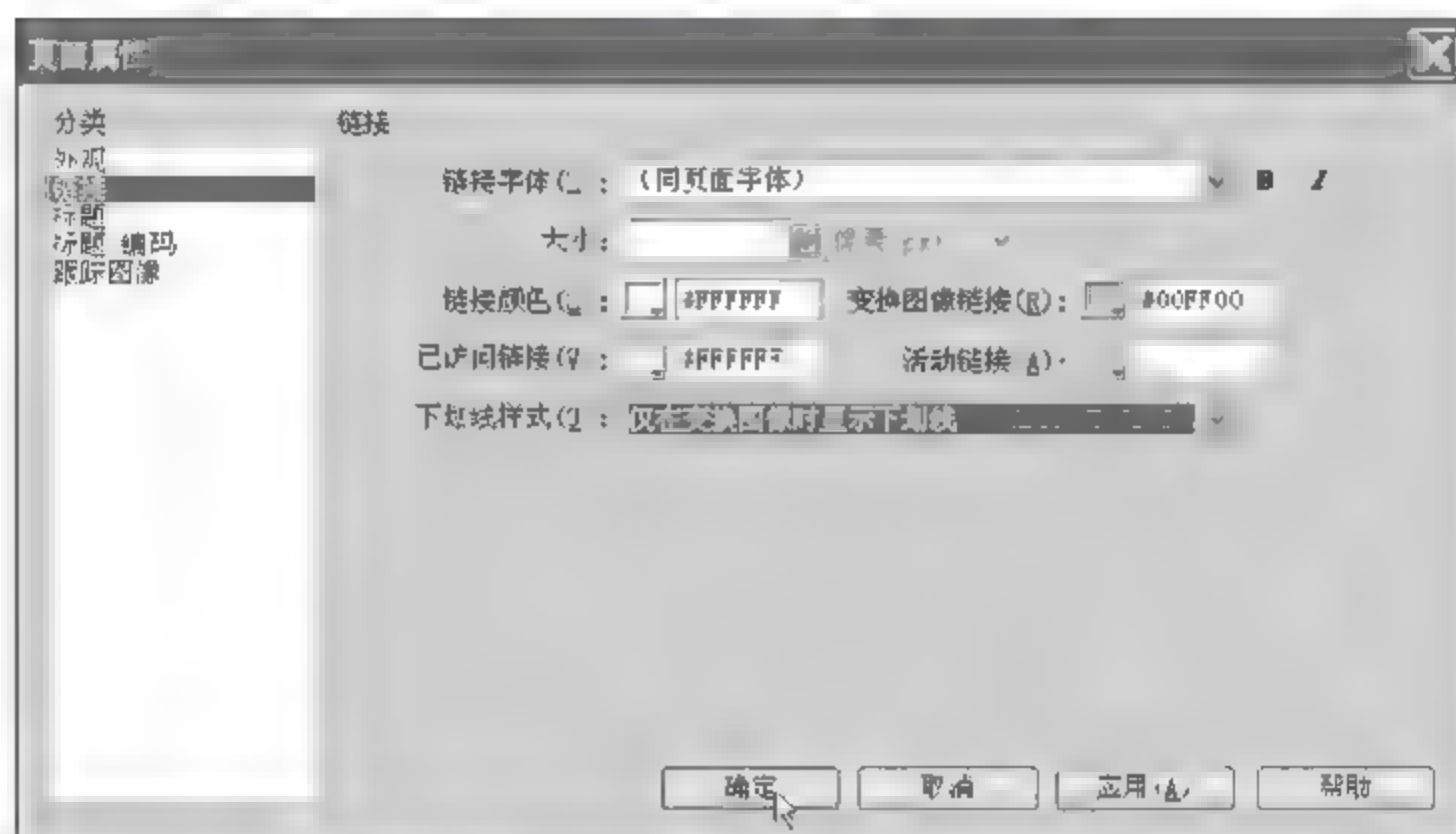 页面属性
分类
外观
链接
标题
标题 编码
跟踪图像
链接
链接字体(_ : (同页面字体) B I
大小: 像素 px)
链接颜色(_ : #FFFFFF 变换图像链接(R): #00FF00
已访问链接(V : #FFFFFF 活动链接 A):
下划线样式(U : 仅在变换图像时显示下划线
确定 取消 应用(A) 帮助